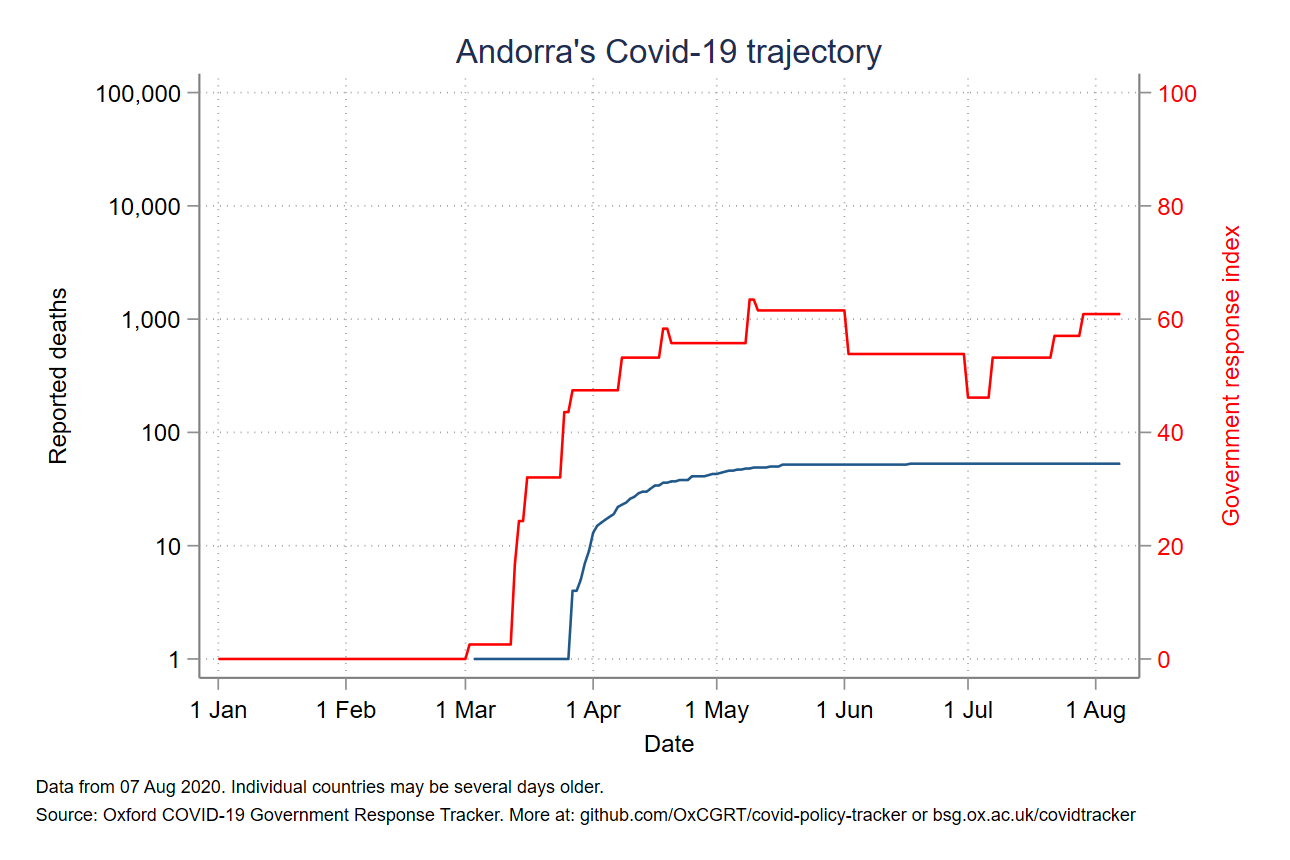 Andorra's Covid-19 trajectory
100,000
10,000
1,000
100
10
1
Reported deaths
100
80
60
40
20
0
Government response index
1 Jan 1 Feb 1 Mar 1 Apr 1 May 1 Jun 1 Jul 1 Aug
Date
Data from 07 Aug 2020. Individual countries may be several days older.
Source: Oxford COVID-19 Government Response Tracker. More at: github.com/OxCGRT/covid-policy-tracker or bsg.ox.ac.uk/covidtracker